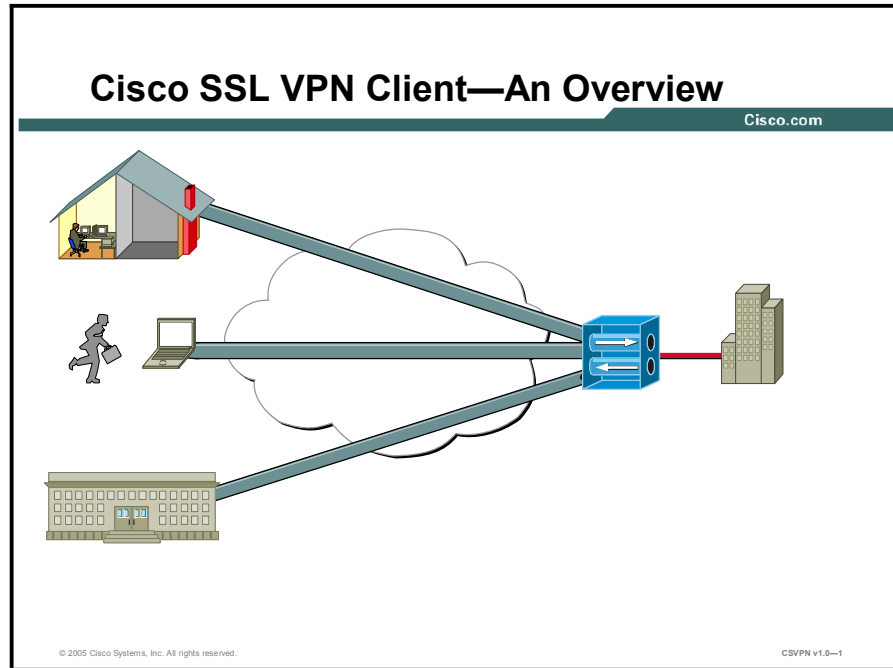 Cisco SSL VPN Client—An Overview
Cisco.com
© 2005 Cisco Systems, Inc. All rights reserved.
CSVPN v1.0—1